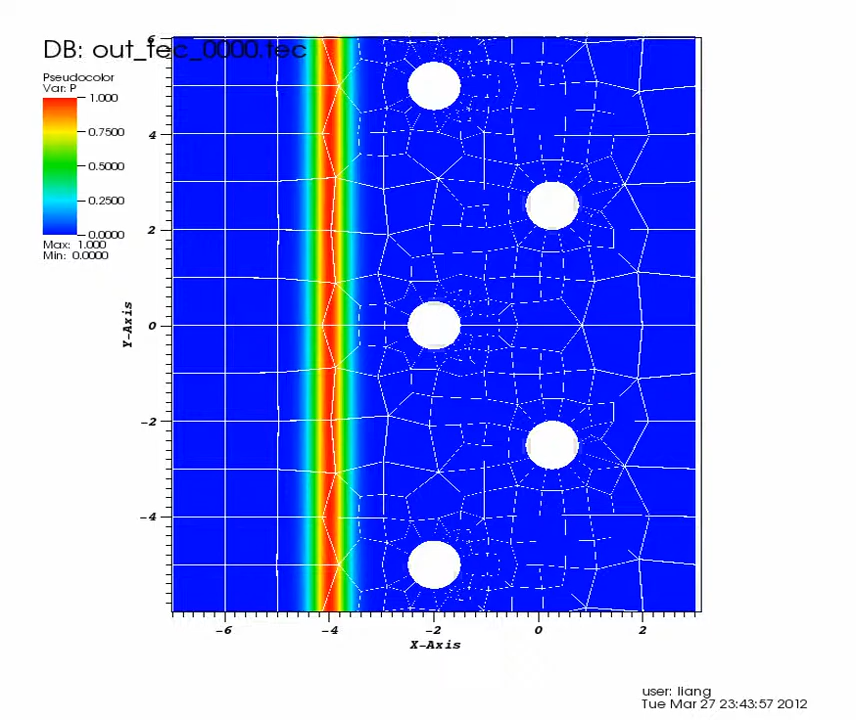 DB: out_fec_0000.tec
Pseudocolor
Var: P
1.000
0.7500
0.5000
0.2500
0.0000
Max: 1.000
Min: 0.0000
6
4
2
0
-2
-4
Y-Axis
-6 -4 -2 0 2
X-Axis
user: liang
Tue Mar 27 23:43:57 2012